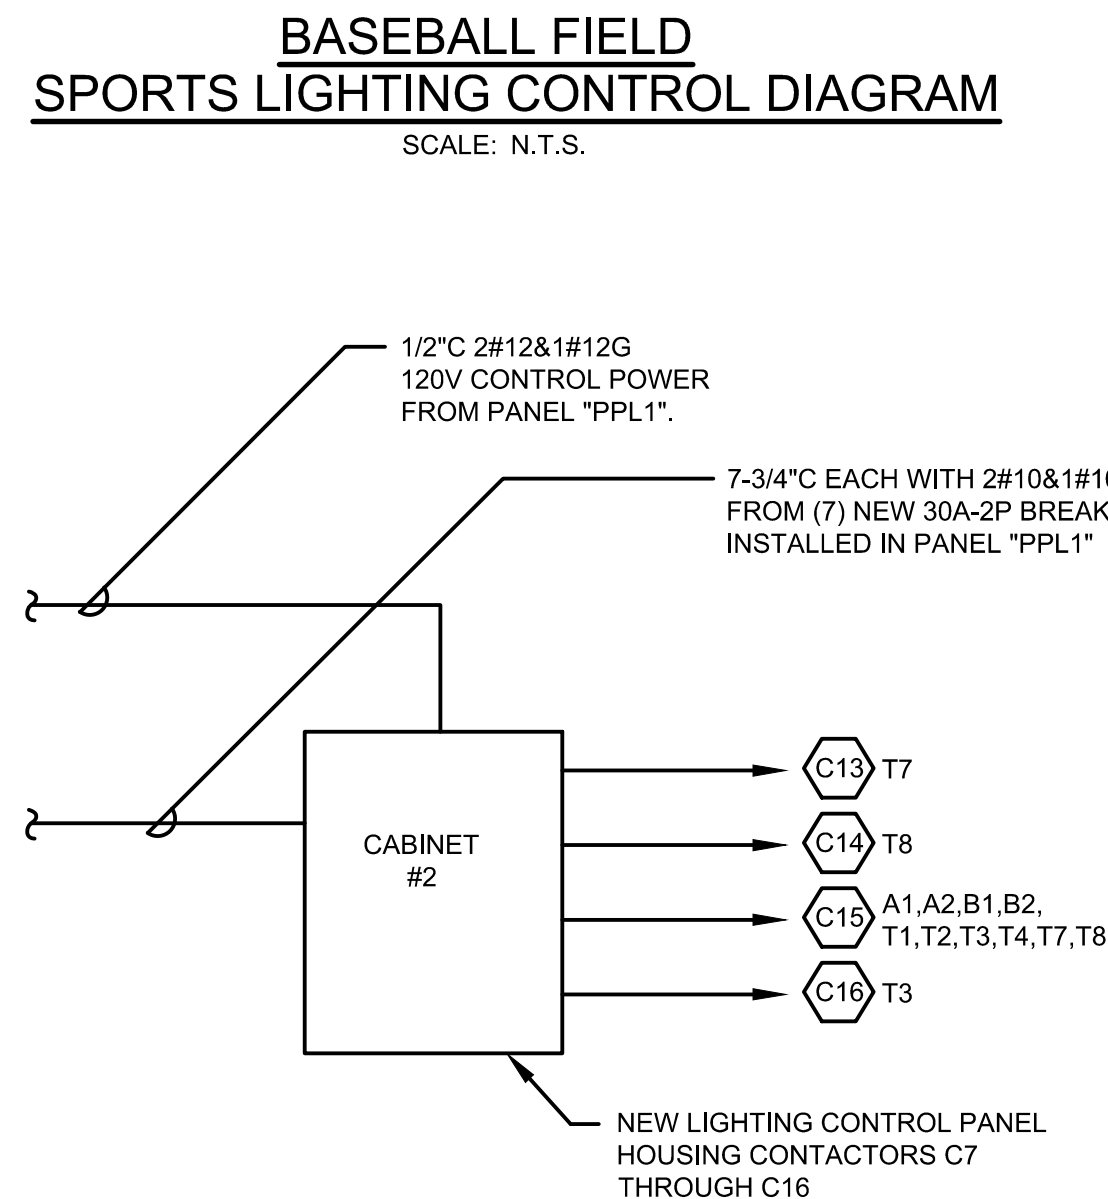 BASEBALL FIELD
SPORTS LIGHTING CONTROL DIAGRAM
SCALE: N.T.S.
1/2"C 2#12&1#12G
120V CONTROL POWER
FROM PANEL "PPL1".
7-3/4"C EACH WITH 2#10&1#10
FROM (7) NEW 30A-2P BREAK
INSTALLED IN PANEL "PPL1"
CABINET
#2
C13 T7
C14 T8
C15 A1,A2,B1,B2,
T1,T2,T3,T4,T7,T8
C16 T3
NEW LIGHTING CONTROL PANEL
HOUSING CONTACTORS C7
THROUGH C16